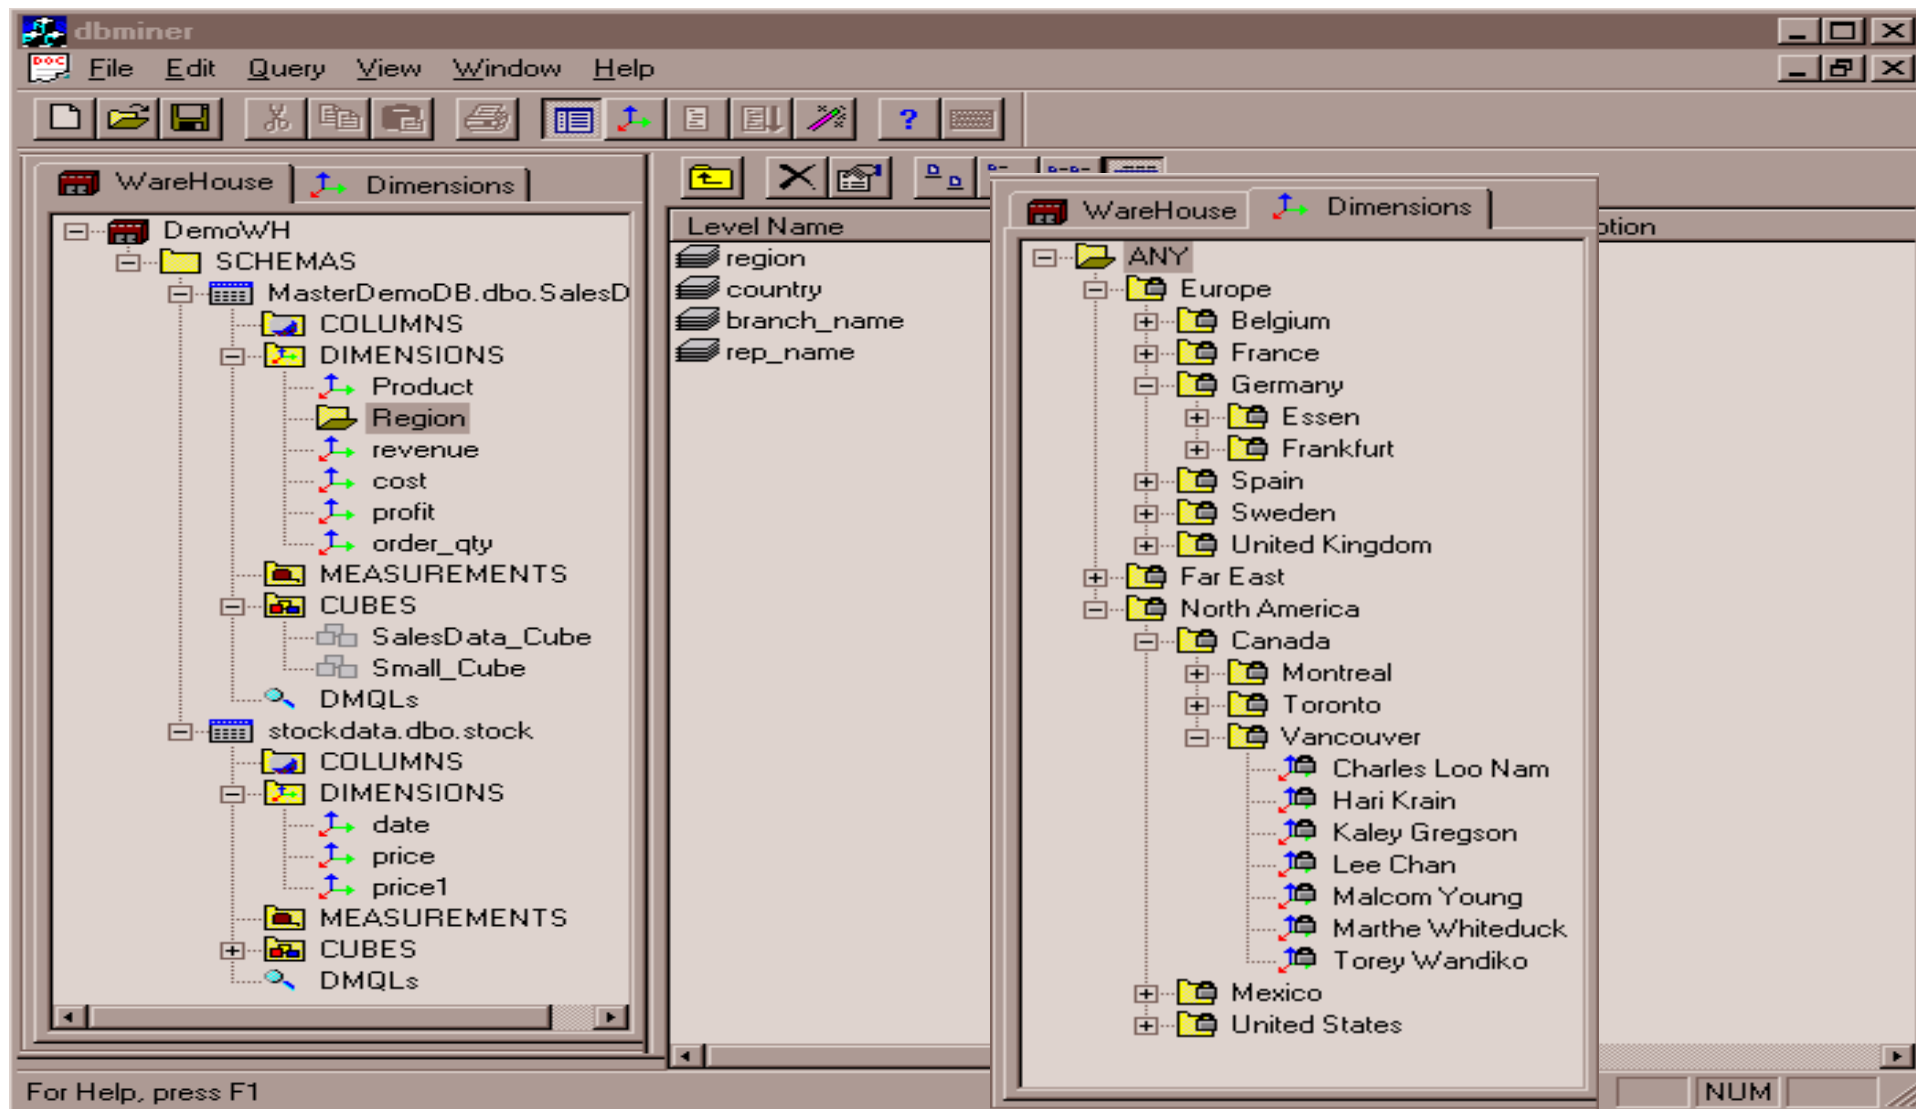 dbminer
File Edit Query View Window Help
WareHouse Dimensions
DemoWH
SCHEMAS
MasterDemoDB.dbo.SalesD
COLUMNS
DIMENSIONS
Product
Region
revenue
cost
profit
order_qty
MEASUREMENTS
CUBES
SalesData_Cube
Small_Cube
DMQLs
stockdata.dbo.stock
COLUMNS
DIMENSIONS
date
price
price1
MEASUREMENTS
CUBES
DMQLs
Level Name
region
country
branch_name
rep_name
WareHouse Dimensions
ANY
Europe
Belgium
France
Germany
Essen
Frankfurt
Spain
Sweden
United Kingdom
Far East
North America
Canada
Montreal
Toronto
Vancouver
Charles Loo Nam
Hari Krain
Kaley Gregson
Lee Chan
Malcom Young
Marthe Whiteduck
Torey Wandiko
Mexico
United States
For Help, press F1
NUM